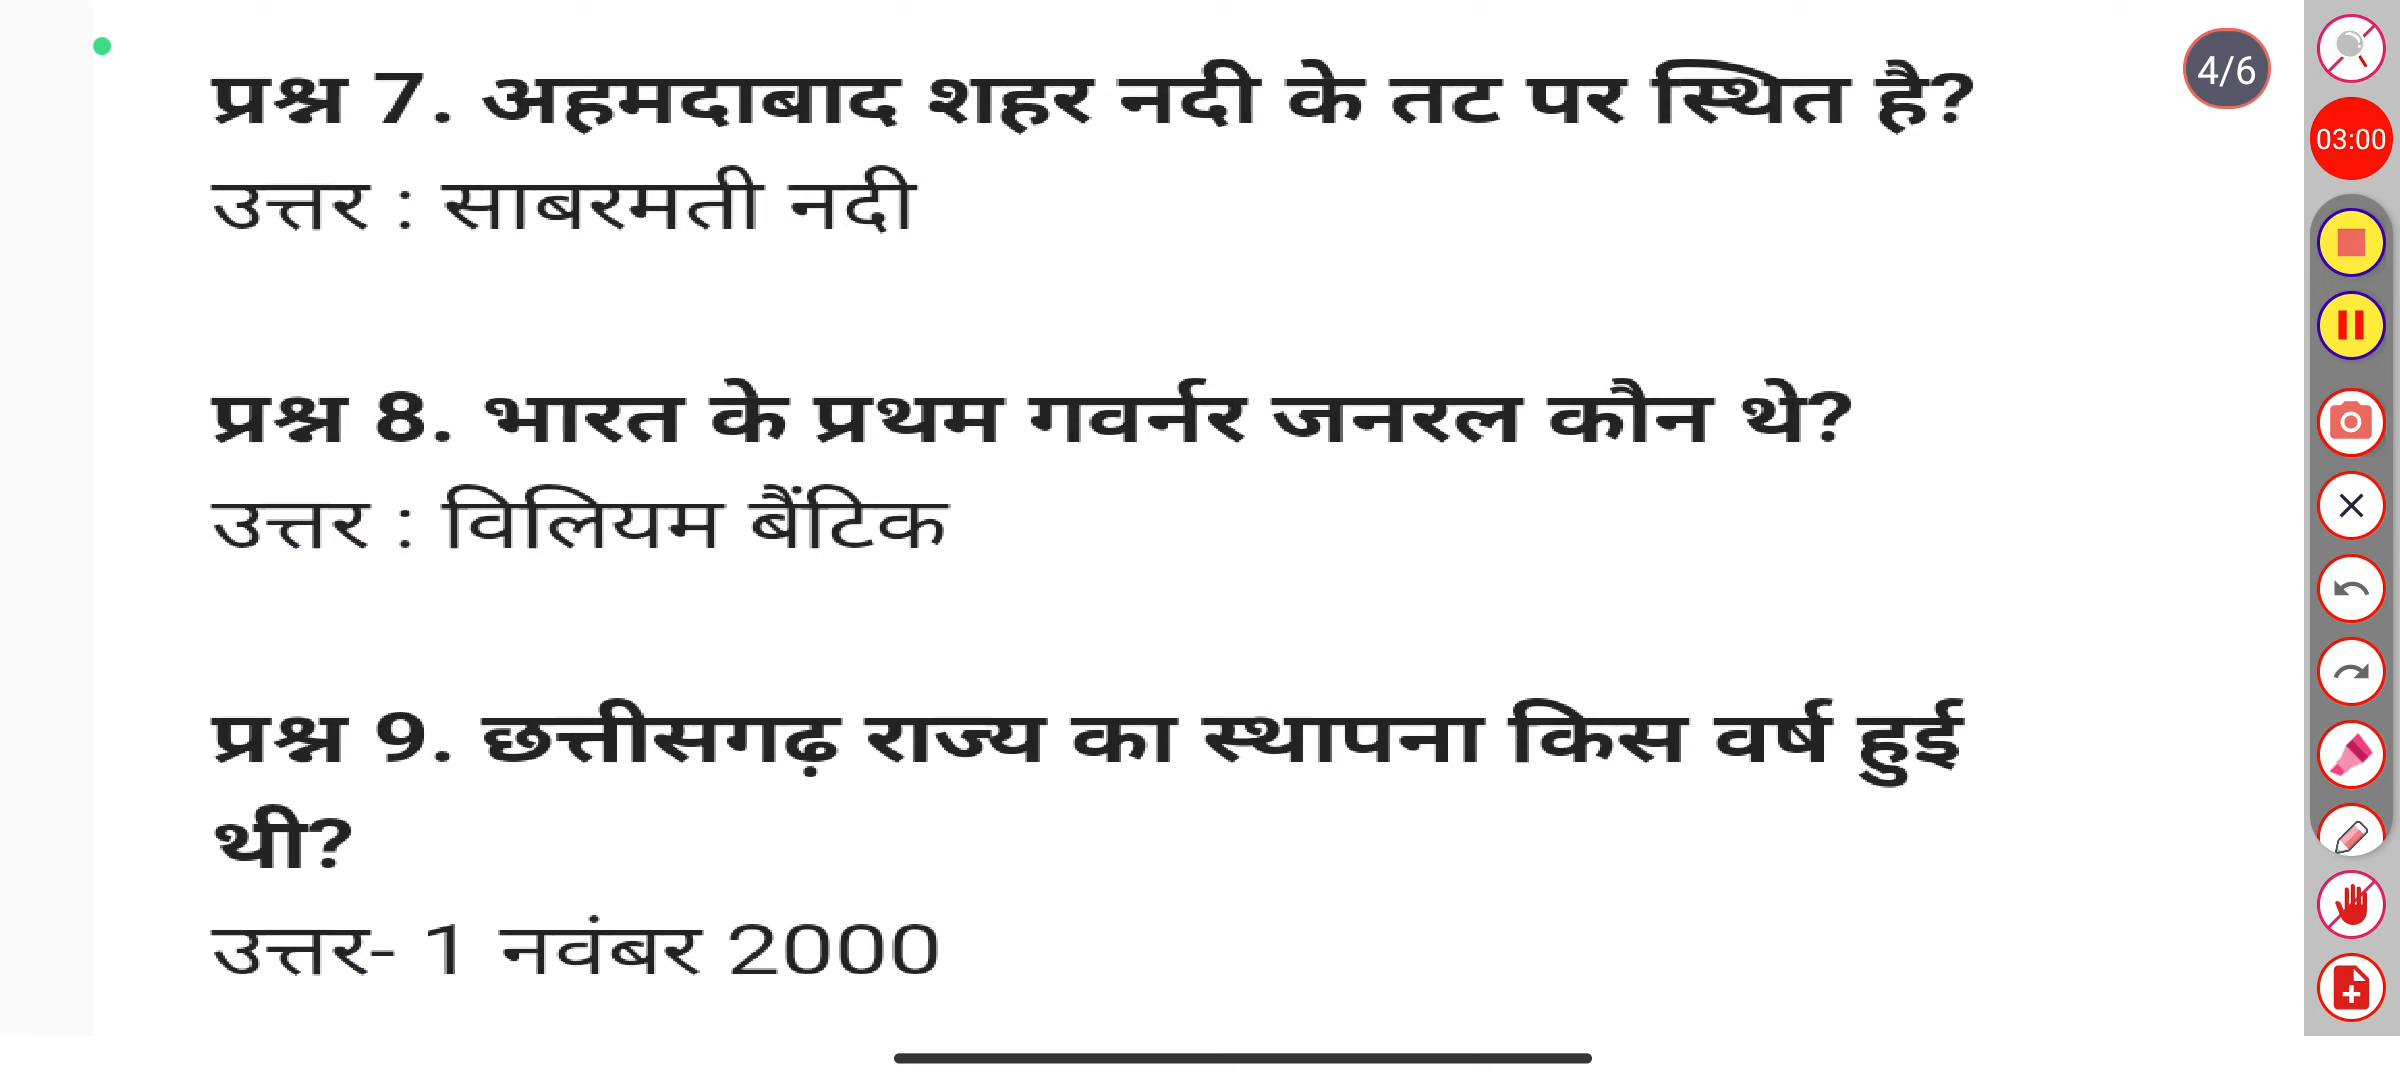 प्रश्न 7. अहमदाबाद शहर नदी के तट पर स्थित है?
4/6
03:00
उत्तर : साबरमती नदी
प्रश्न 8. भारत के प्रथम गवर्नर जनरल कौन थे?
उत्तर : विलियम बैंटिक
प्रश्न 9. छत्तीसगढ़ राज्य का स्थापना किस वर्ष हुई
थी?
उत्तर- 1 नवंबर 2000